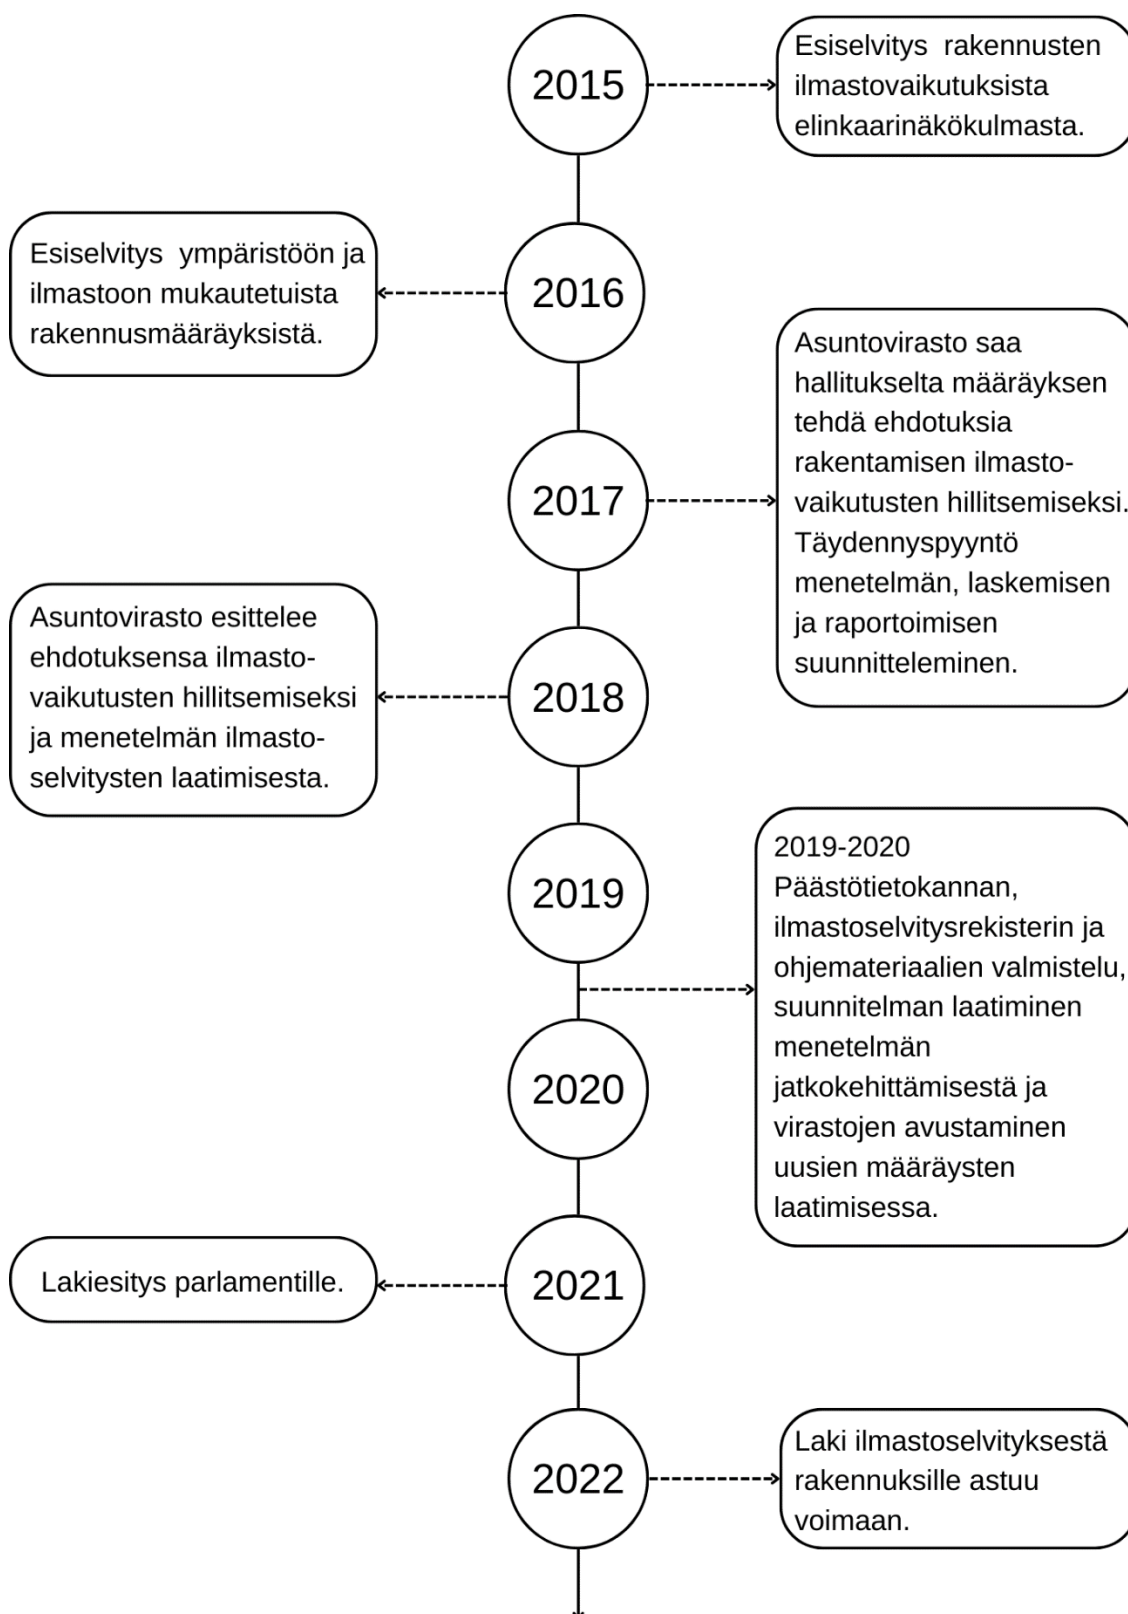 2015
Esiselvitys rakennusten
ilmastovaikutuksista
elinkaarinäkökulmasta.
2016
Esiselvitys ympäristöön ja
ilmastoon mukautetuista
rakennusmääräyksistä.
2017
Asuntovirasto saa
hallitukselta määräyksen
tehdä ehdotuksia
rakentamisen ilmasto-
vaikutusten hillitsemiseksi.
Täydennyspyyntö
menetelmän, laskemisen
ja raportoimisen
suunnitteleminen.
2018
Asuntovirasto esittelee
ehdotuksensa ilmasto-
vaikutusten hillitsemiseksi
ja menetelmän ilmasto-
selvitysten laatimisesta.
2019
2019-2020
Päästötietokannan,
ilmastoselvitysrekisterin ja
ohjemateriaalien valmistelu,
suunnitelman laatiminen
menetelmän
jatkokehittämisestä ja
virastojen avustaminen
uusien määräysten
laatimisessa.
2020
2021
Lakiesitys parlamentille.
2022
Laki ilmastoselvityksestä
rakennuksille astuu
voimaan.